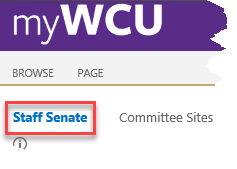 myWCU
BROWSE PAGE
Staff Senate Committee Sites